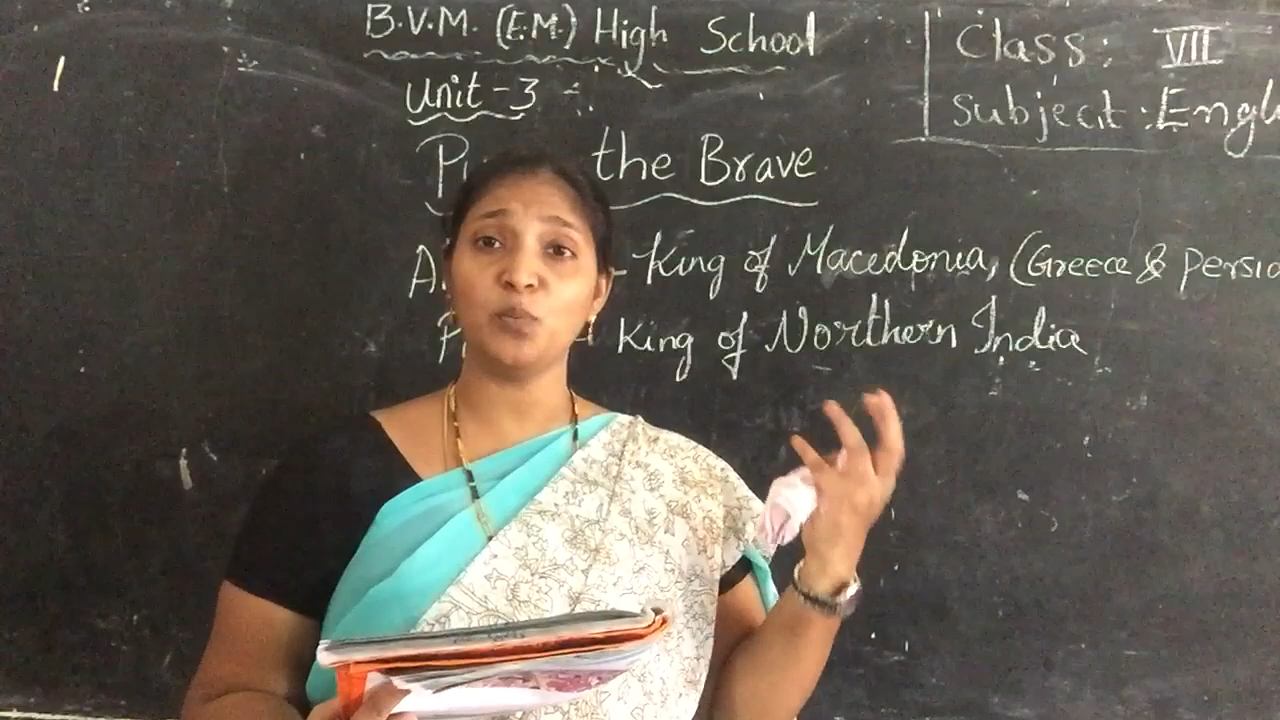 B.V.M. (E.M.) High School
Class: VII
Unit-3 :
Subject: Engl
the Brave
- King of Macedonia, (Greece & Persia
- King of Northern India